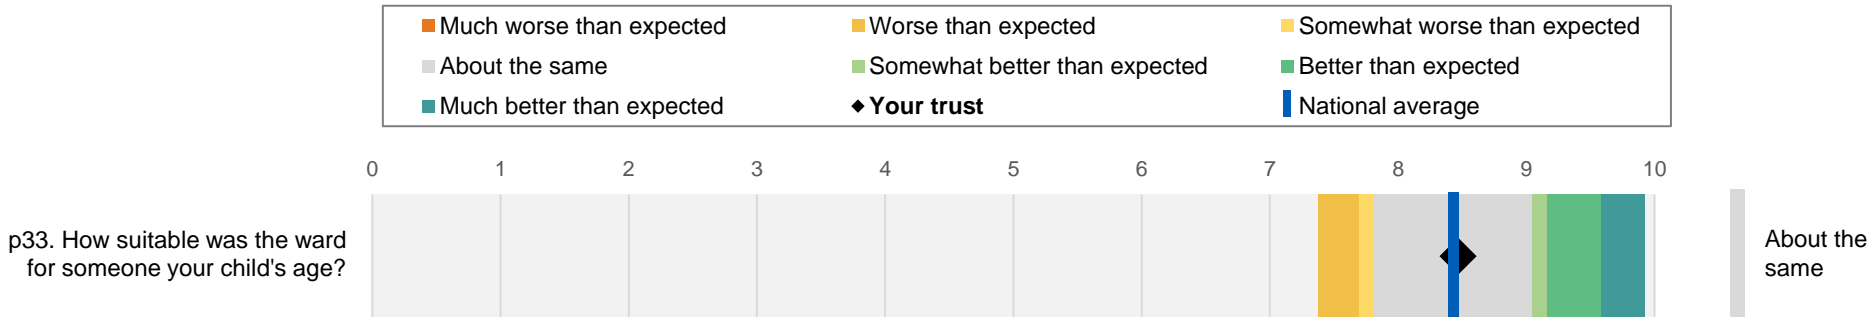 Much worse than expected
Worse than expected
Somewhat worse than expected
About the same
Somewhat better than expected
Better than expected
Much better than expected
Your trust
National average
0 1 2 3 4 5 6 7 8 9 10
p33. How suitable was the ward
for someone your child's age?
About the
same